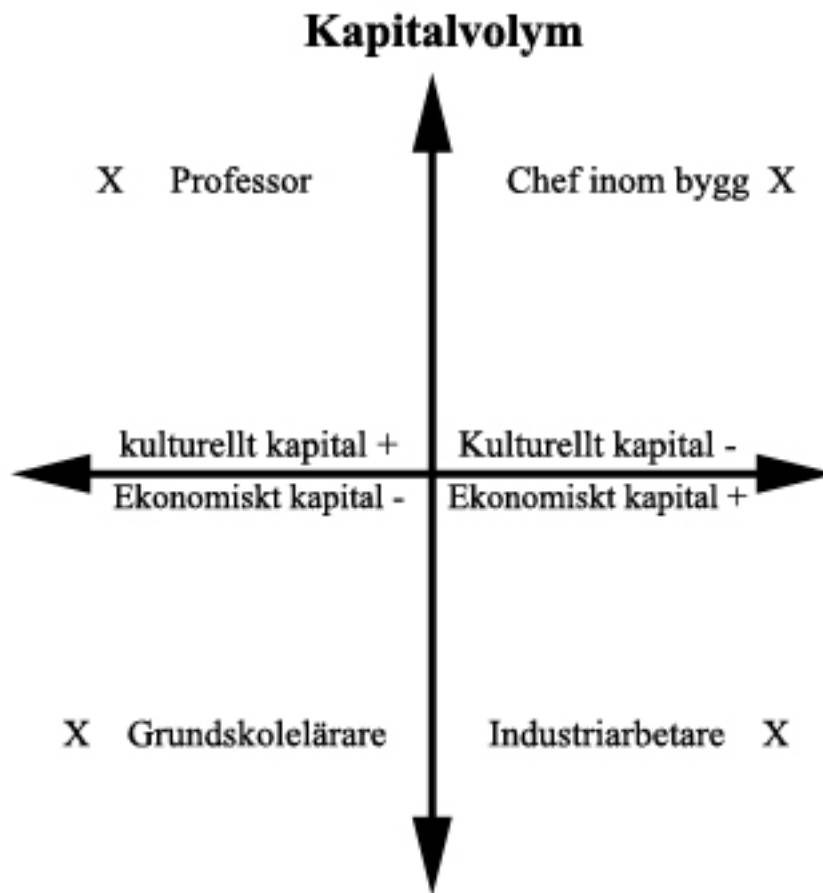 Kapitalvolym
X Professor
Chef inom bygg X
kulturellt kapital +
Kulturellt kapital -
Ekonomiskt kapital -
Ekonomiskt kapital +
X Grundskolelärare
Industriarbetare X